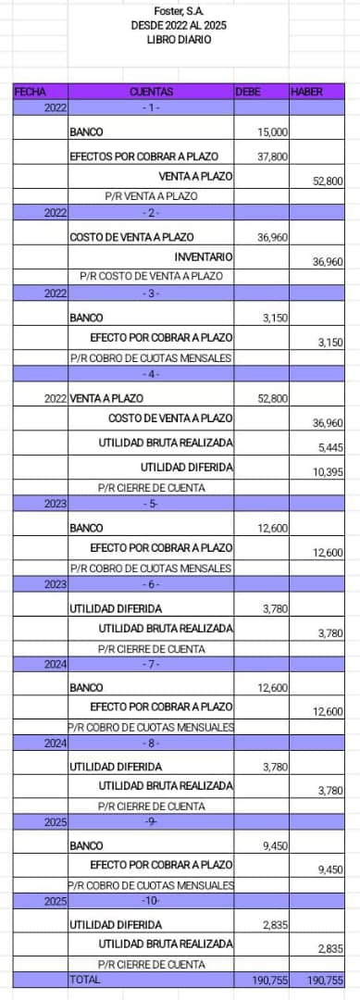 Foster, S.A.
DESDE 2022 AL 2025
LIBRO DIARIO
FECHA CUENTAS DEBE HABER
2022 - 1 -
BANCO 15,000
EFECTOS POR COBRAR A PLAZO 37,800
VENTA A PLAZO 52,800
P/R VENTA A PLAZO
2022 - 2 -
COSTO DE VENTA A PLAZO 36,960
INVENTARIO 36,960
P/R COSTO DE VENTA A PLAZO
2022 - 3 -
BANCO 3,150
EFECTO POR COBRAR A PLAZO 3,150
P/R COBRO DE CUOTAS MENSALES
- 4 -
2022 VENTA A PLAZO 52,800
COSTO DE VENTA A PLAZO 36,960
UTILIDAD BRUTA REALIZADA 5,445
UTILIDAD DIFERIDA 10,395
P/R CIERRE DE CUENTA
2023 - 5-
BANCO 12,600
EFECTO POR COBRAR A PLAZO 12,600
P/R COBRO DE CUOTAS MENSALES
2023 - 6 -
UTILIDAD DIFERIDA 3,780
UTILIDAD BRUTA REALIZADA 3,780
P/R CIERRE DE CUENTA
2024 - 7 -
BANCO 12,600
EFECTO POR COBRAR A PLAZO 12,600
P/R COBRO DE CUOTAS MENSUALES
2024 - 8 -
UTILIDAD DIFERIDA 3,780
UTILIDAD BRUTA REALIZADA 3,780
P/R CIERRE DE CUENTA
2025 -9-
BANCO 9,450
EFECTO POR COBRAR A PLAZO 9,450
P/R COBRO DE CUOTAS MENSUALES
2025 -10-
UTILIDAD DIFERIDA 2,835
UTILIDAD BRUTA REALIZADA 2,835
P/R CIERRE DE CUENTA
TOTAL 190,755 190,755